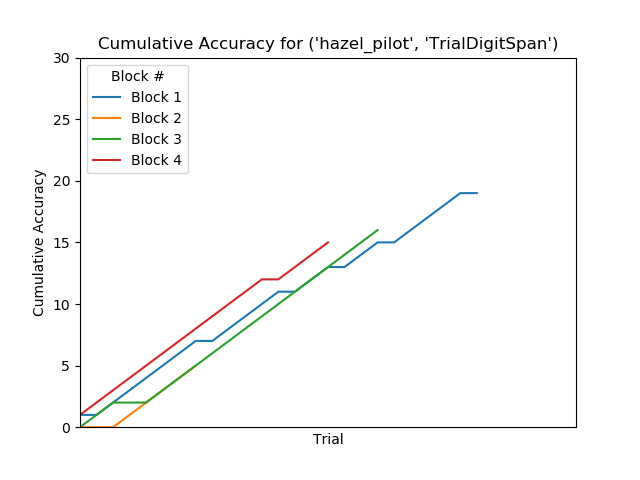 Cumulative Accuracy for ('hazel_pilot', 'TrialDigitSpan')
30
25
20
15
10
5
0
Cumulative Accuracy
Block #
Block 1
Block 2
Block 3
Block 4
Trial